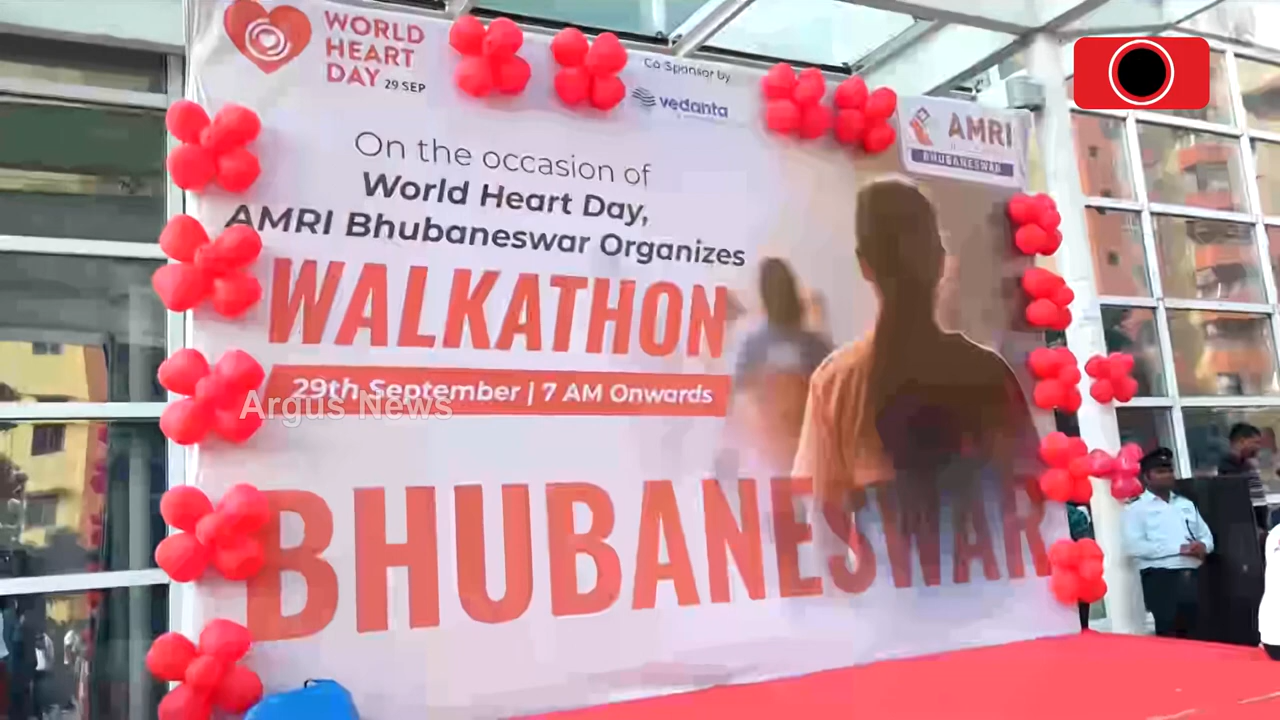 WORLD
HEART
DAY 29 SEP
Co Sponsor by
vedanta
AMRI
BHUBANESWAR
On the occasion of
World Heart Day,
AMRI Bhubaneswar Organizes
WALKATHON
29th September | 7 AM Onwards
Argus News
BHUBANESWAR